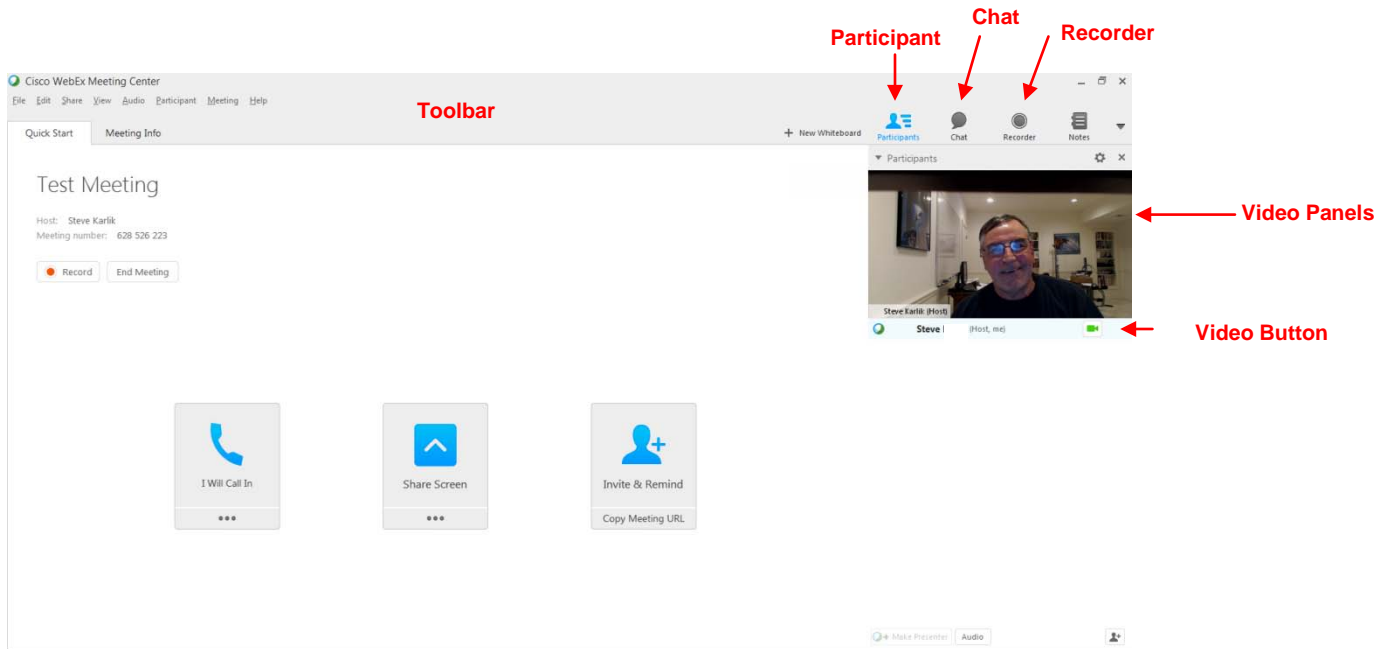 Chat
Participant
Recorder
Cisco WebEx Meeting Center
File Edit Share View Audio Participant Meeting Help
Toolbar
Quick Start Meeting Info
+ New Whiteboard
Participants Chat Recorder Notes
Participants
Test Meeting
Host: Steve Karlik
Meeting number: 628 526 223
Record End Meeting
Video Panels
Steve Karlik (Host)
Steve (Host, me)
Video Button
I Will Call In
Share Screen
Invite & Remind
Copy Meeting URL
Make Presenter Audio